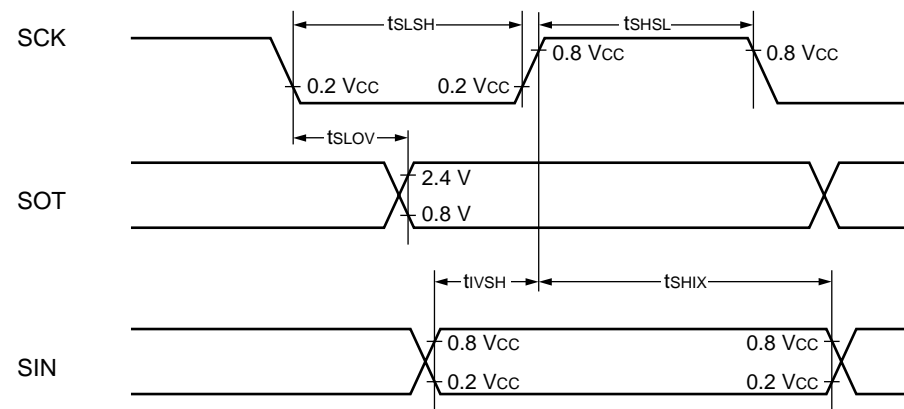 tSLSH
tSHSL
SCK
0.8 VCC
0.8 VCC
0.2 VCC
0.2 VCC
tSLOV
SOT
2.4 V
0.8 V
tIVSH
tSHIX
SIN
0.8 VCC
0.8 VCC
0.2 VCC
0.2 VCC